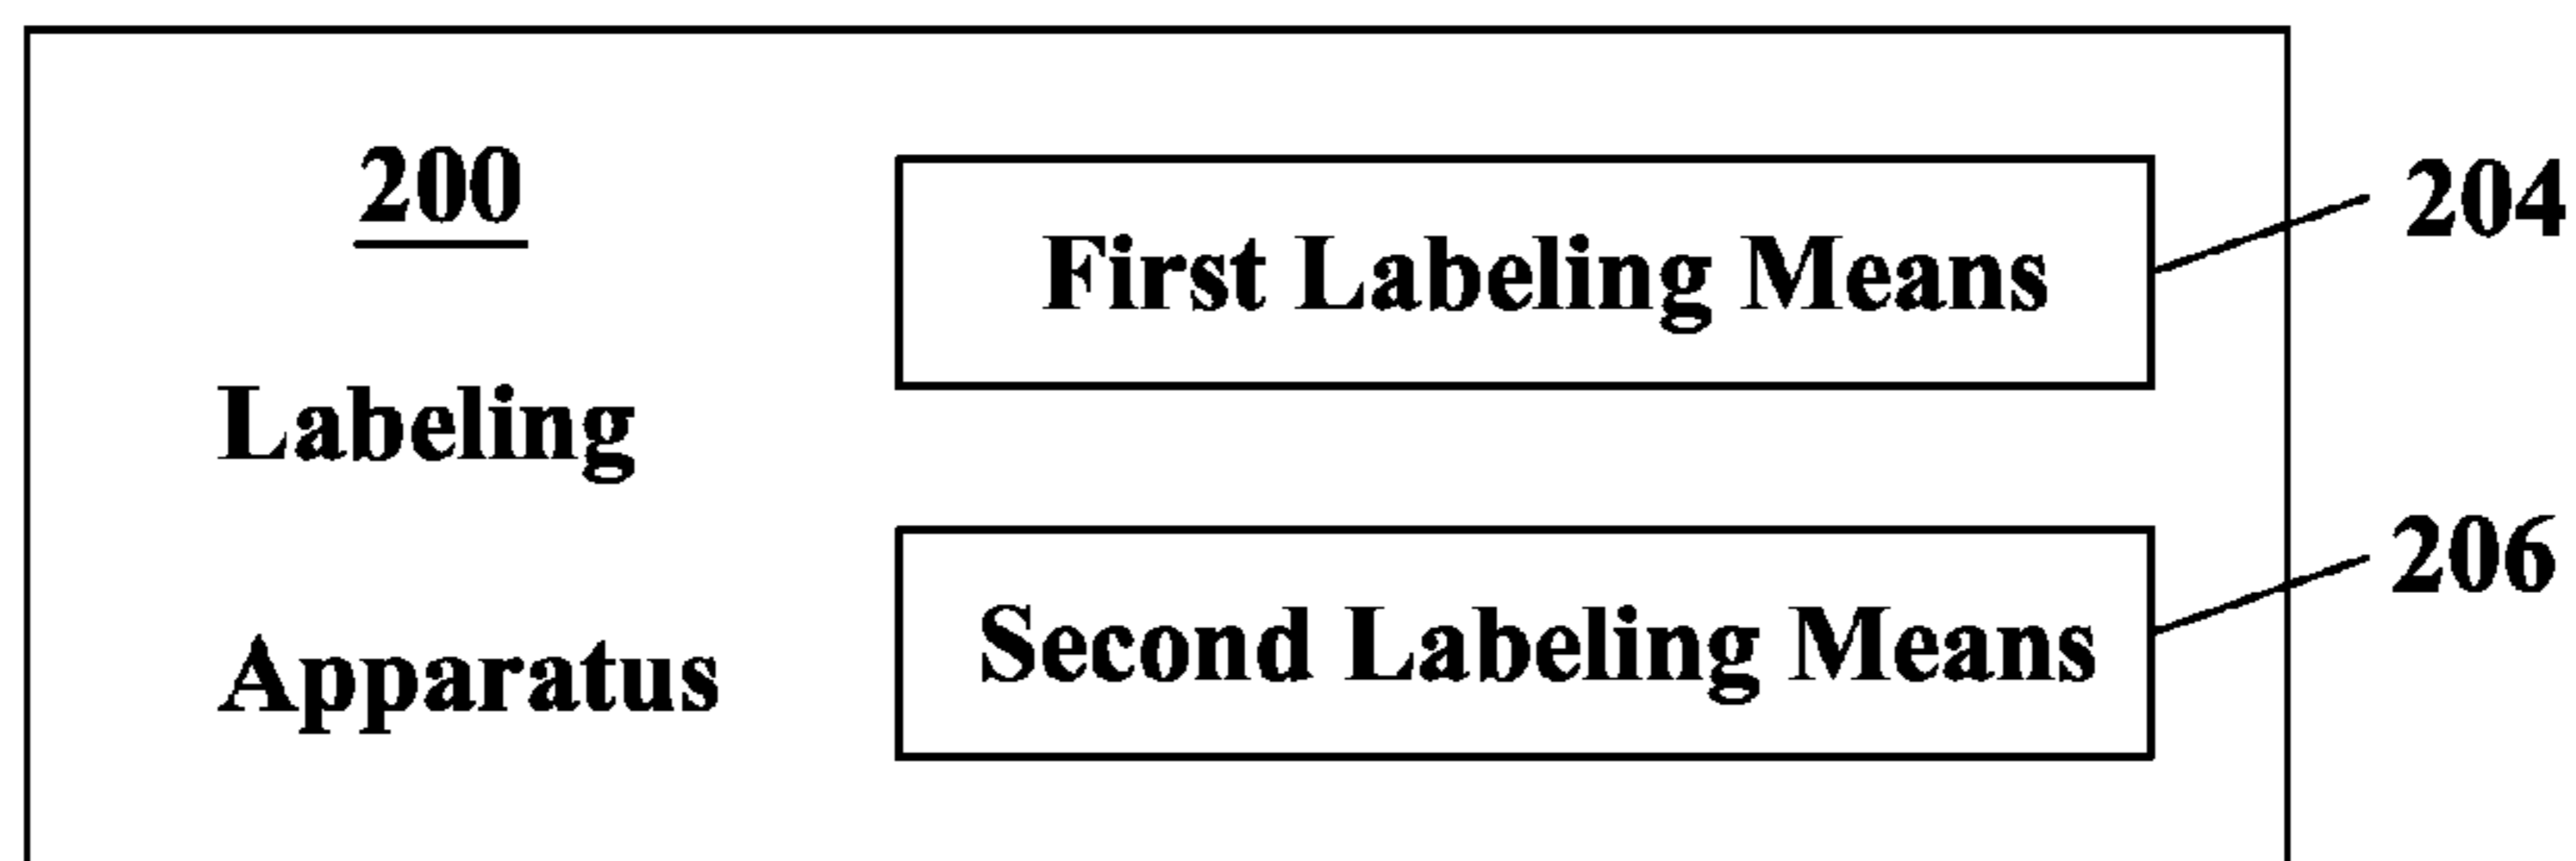 200
Labeling
Apparatus
First Labeling Means
204
Second Labeling Means
206